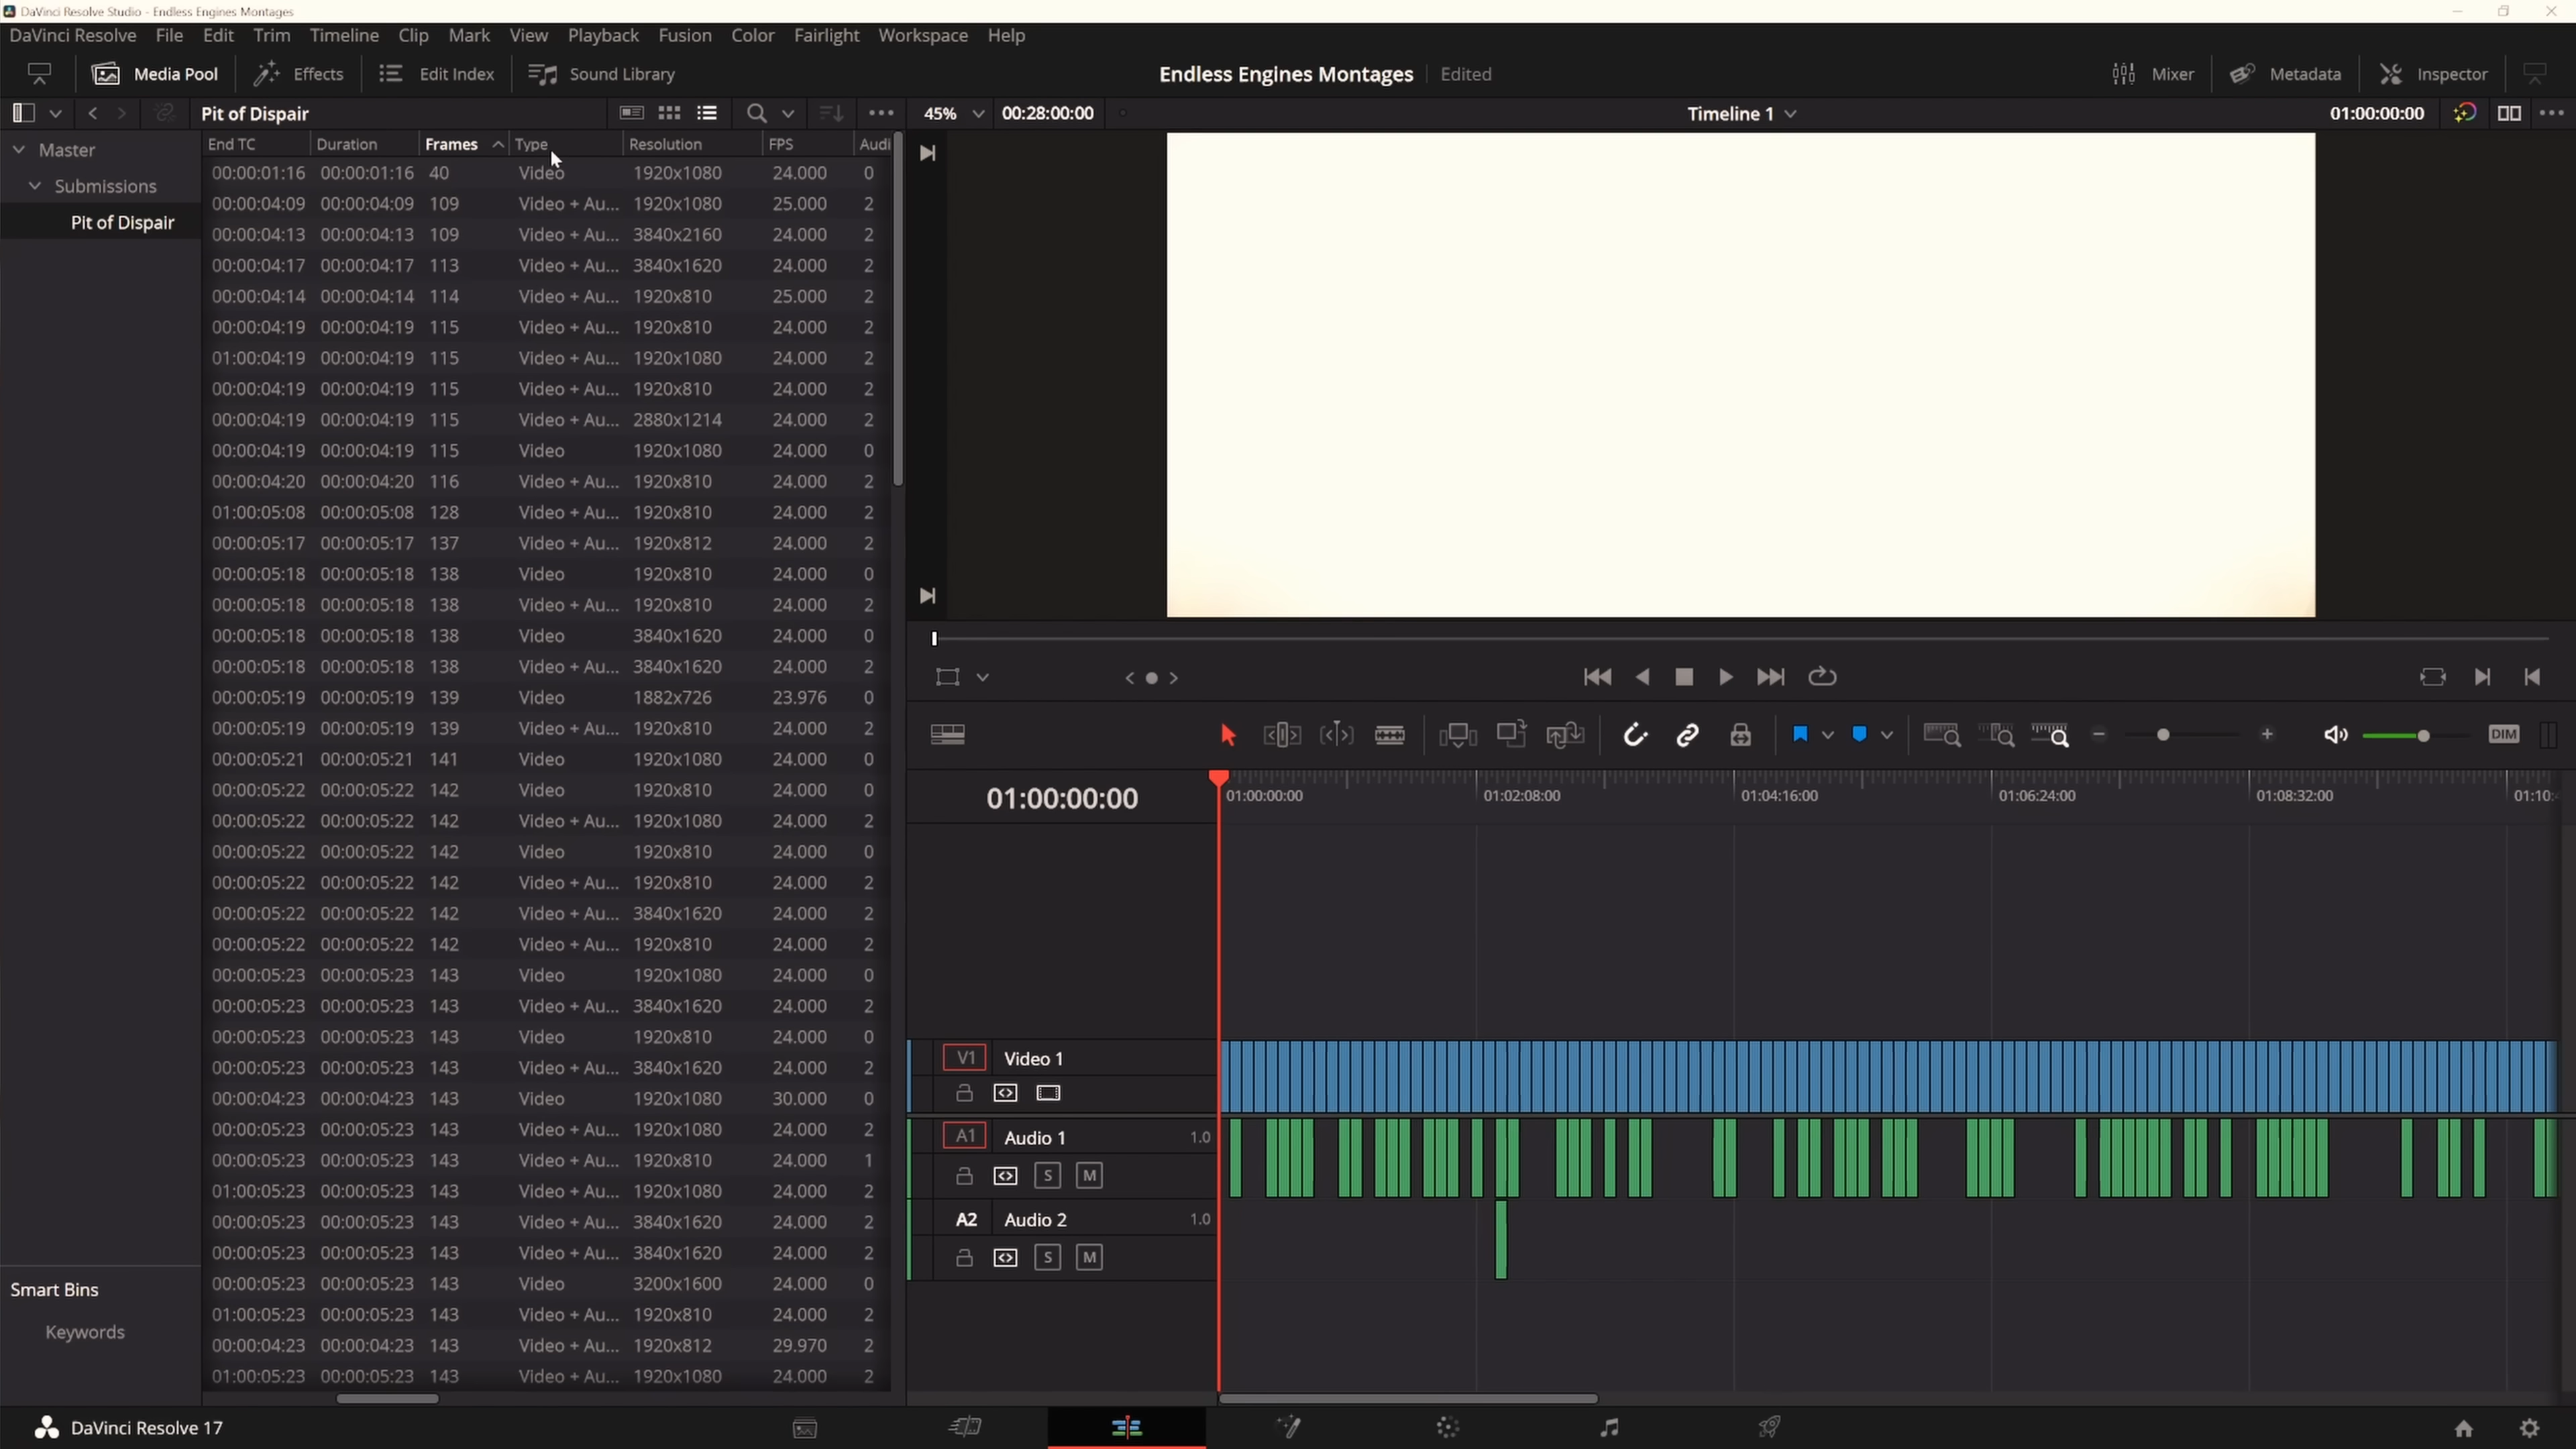 DaVinci Resolve Studio - Endless Engines Montages
DaVinci Resolve File Edit Trim Timeline Clip Mark View Playback Fusion Color Fairlight Workspace Help
Media Pool Effects Edit Index Sound Library Endless Engines Montages Edited Mixer Metadata Inspector
Pit of Dispair 45% 00:28:00:00 Timeline 1 01:00:00:00
End TC Duration Frames Type Resolution FPS Audi
Master
Submissions
Pit of Dispair
00:00:01:16 00:00:01:16 40 Video 1920x1080 24.000 0
00:00:04:09 00:00:04:09 109 Video + Au... 1920x1080 25.000 2
00:00:04:13 00:00:04:13 109 Video + Au... 3840x2160 24.000 2
00:00:04:17 00:00:04:17 113 Video + Au... 3840x1620 24.000 2
00:00:04:14 00:00:04:14 114 Video + Au... 1920x810 25.000 2
00:00:04:19 00:00:04:19 115 Video + Au... 1920x810 24.000 2
01:00:04:19 00:00:04:19 115 Video + Au... 1920x1080 24.000 2
00:00:04:19 00:00:04:19 115 Video + Au... 1920x810 24.000 2
00:00:04:19 00:00:04:19 115 Video + Au... 2880x1214 24.000 2
00:00:04:19 00:00:04:19 115 Video 1920x1080 24.000 0
00:00:04:20 00:00:04:20 116 Video + Au... 1920x810 24.000 2
01:00:05:08 00:00:05:08 128 Video + Au... 1920x810 24.000 2
00:00:05:17 00:00:05:17 137 Video + Au... 1920x812 24.000 2
00:00:05:18 00:00:05:18 138 Video 1920x810 24.000 0
00:00:05:18 00:00:05:18 138 Video + Au... 1920x810 24.000 2
00:00:05:18 00:00:05:18 138 Video 3840x1620 24.000 0
00:00:05:18 00:00:05:18 138 Video + Au... 3840x1620 24.000 2
00:00:05:19 00:00:05:19 139 Video 1882x726 23.976 0
00:00:05:19 00:00:05:19 139 Video + Au... 1920x810 24.000 2
00:00:05:21 00:00:05:21 141 Video 1920x1080 24.000 0
00:00:05:22 00:00:05:22 142 Video 1920x810 24.000 0
00:00:05:22 00:00:05:22 142 Video + Au... 1920x1080 24.000 2
00:00:05:22 00:00:05:22 142 Video 1920x810 24.000 0
00:00:05:22 00:00:05:22 142 Video + Au... 1920x810 24.000 2
00:00:05:22 00:00:05:22 142 Video + Au... 3840x1620 24.000 2
00:00:05:22 00:00:05:22 142 Video + Au... 1920x810 24.000 2
00:00:05:23 00:00:05:23 143 Video 1920x1080 24.000 0
00:00:05:23 00:00:05:23 143 Video + Au... 3840x1620 24.000 2
00:00:05:23 00:00:05:23 143 Video 1920x810 24.000 0
00:00:05:23 00:00:05:23 143 Video + Au... 3840x1620 24.000 2
00:00:04:23 00:00:04:23 143 Video 1920x1080 30.000 0
00:00:05:23 00:00:05:23 143 Video + Au... 1920x1080 24.000 2
00:00:05:23 00:00:05:23 143 Video + Au... 1920x810 24.000 1
01:00:05:23 00:00:05:23 143 Video + Au... 1920x1080 24.000 2
00:00:05:23 00:00:05:23 143 Video + Au... 3840x1620 24.000 2
00:00:05:23 00:00:05:23 143 Video + Au... 3840x1620 24.000 2
00:00:05:23 00:00:05:23 143 Video 3200x1600 24.000 0
01:00:05:23 00:00:05:23 143 Video + Au... 1920x810 24.000 2
00:00:04:23 00:00:04:23 143 Video + Au... 1920x812 29.970 2
01:00:05:23 00:00:05:23 143 Video + Au... 1920x1080 24.000 2
Smart Bins
Keywords
DIM
01:00:00:00
01:00:00:00 01:02:08:00 01:04:16:00 01:06:24:00 01:08:32:00 01:10:
V1 Video 1
A1 Audio 1 1.0
S M
A2 Audio 2 1.0
S M
DaVinci Resolve 17